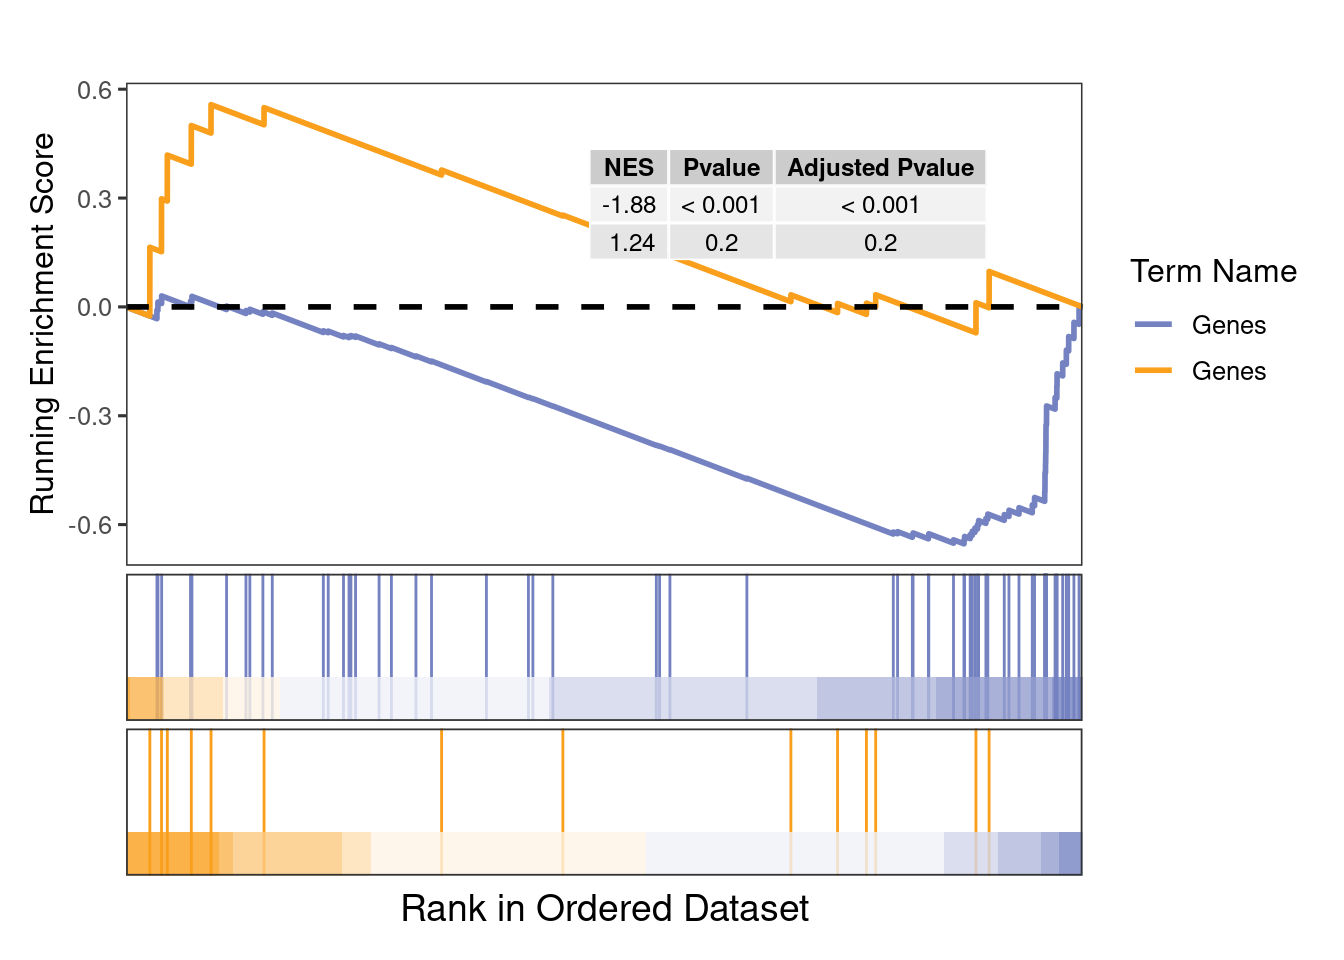 0.6
0.3
0.0
-0.3
-0.6
Running Enrichment Score
NES Pvalue Adjusted Pvalue
-1.88 < 0.001 < 0.001
1.24 0.2 0.2
Term Name
Genes
Genes
Rank in Ordered Dataset